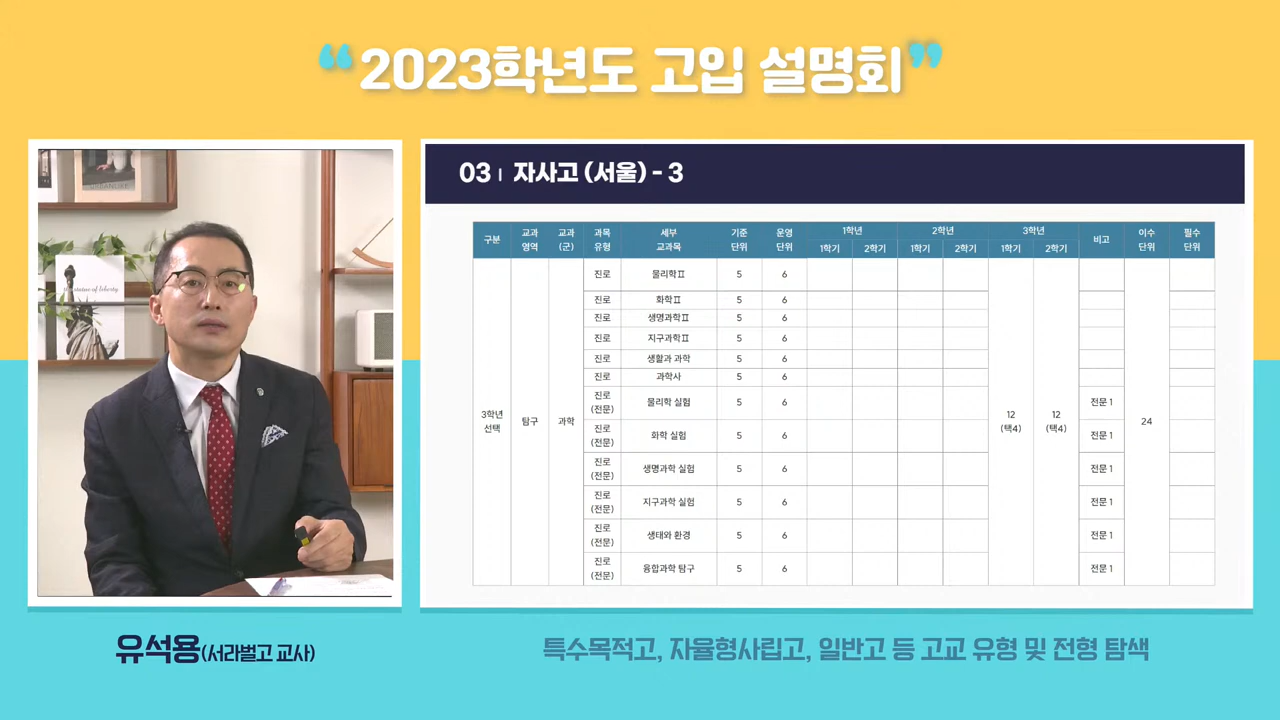 “2023학년도 고입 설명회”
URBANLIFE
the statue of liberty
03 | 자사고 (서울) - 3
구분 교과 영역 교과 (군) 과목 유형 세부 교과목 기준 단위 운영 단위 1학년 2학년 3학년 비고 이수 단위 필수 단위
1학기 2학기 1학기 2학기 1학기 2학기
3학년 선택 탐구 과학 12 (택4) 12 (택4) 24
진로 물리학Ⅱ 5 6
진로 화학Ⅱ 5 6
진로 생명과학Ⅱ 5 6
진로 지구과학Ⅱ 5 6
진로 생활과 과학 5 6
진로 과학사 5 6
진로 (전문) 물리학 실험 5 6 전문 1
진로 (전문) 화학 실험 5 6 전문 1
진로 (전문) 생명과학 실험 5 6 전문 1
진로 (전문) 지구과학 실험 5 6 전문 1
진로 (전문) 생태와 환경 5 6 전문 1
진로 (전문) 융합과학 탐구 5 6 전문 1
유석용(서라벌고 교사)
특수목적고, 자율형사립고, 일반고 등 고교 유형 및 전형 탐색